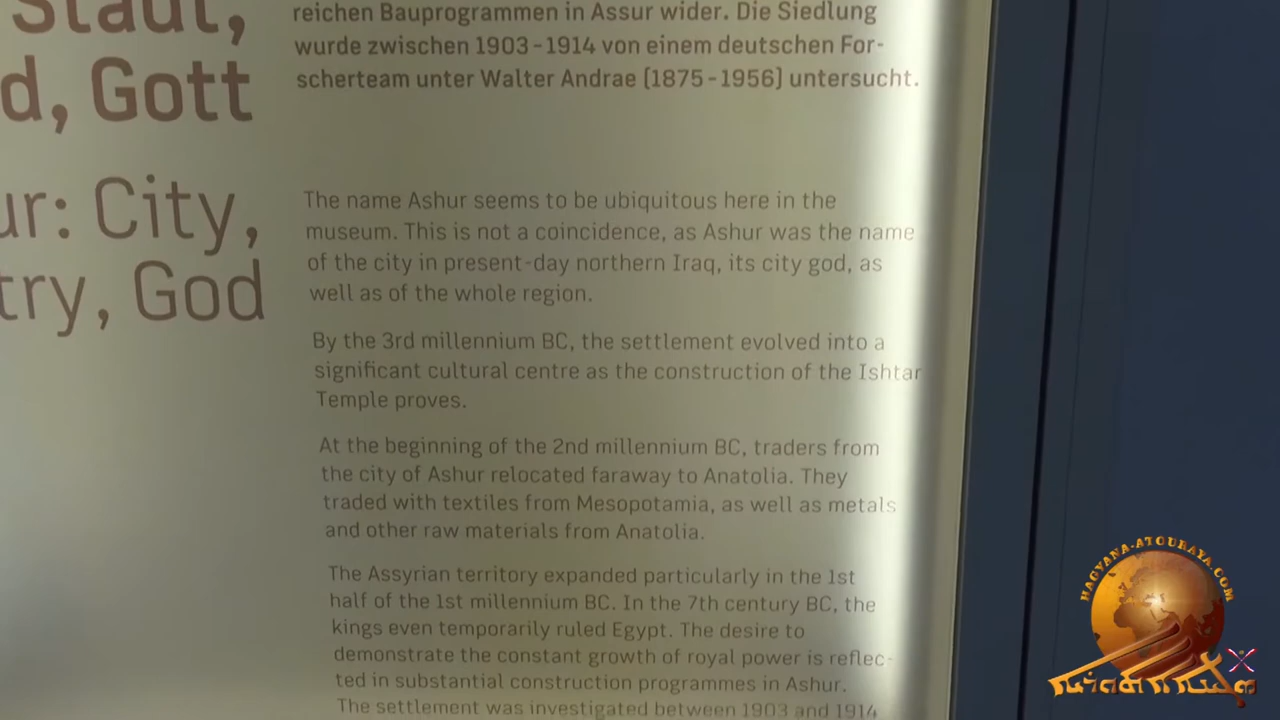 Stadt,
d, Gott
reichen Bauprogrammen in Assur wider. Die Siedlung
wurde zwischen 1903-1914 von einem deutschen For-
scherteam unter Walter Andrae (1875-1956) untersucht.
ur: City,
try, God
The name Ashur seems to be ubiquitous here in the
museum. This is not a coincidence, as Ashur was the name
of the city in present-day northern Iraq, its city god, as
well as of the whole region.
By the 3rd millennium BC, the settlement evolved into a
significant cultural centre as the construction of the Ishtar
Temple proves.
At the beginning of the 2nd millennium BC, traders from
the city of Ashur relocated faraway to Anatolia. They
traded with textiles from Mesopotamia, as well as metals
and other raw materials from Anatolia.
The Assyrian territory expanded particularly in the 1st
half of the 1st millennium BC. In the 7th century BC, the
kings even temporarily ruled Egypt. The desire to
demonstrate the constant growth of royal power is reflec-
ted in substantial construction programmes in Ashur.
The settlement was investigated between 1903 and 1914
NAGYANA-ATOURAYA.COM